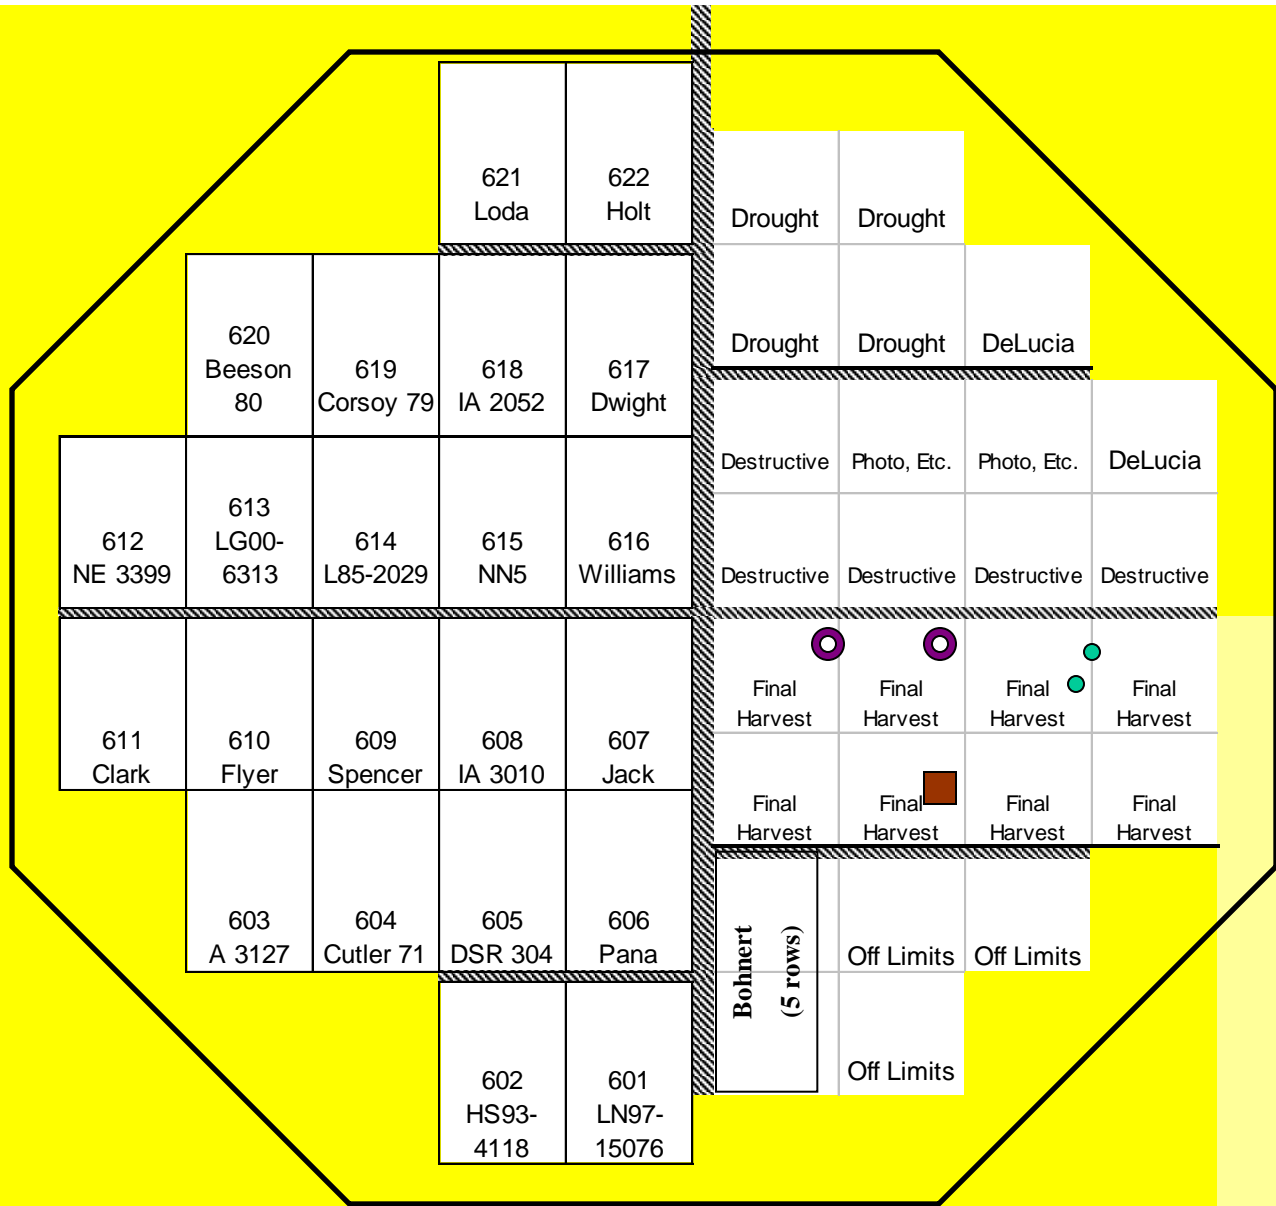 621
Loda
622
Holt
Drought
Drought
620
Beeson
80
619
Corsoy 79
618
IA 2052
617
Dwight
Drought
Drought
DeLucia
Destructive
Photo, Etc.
Photo, Etc.
DeLucia
612
NE 3399
613
LG00-
6313
614
L85-2029
615
NN5
616
Williams
Destructive
Destructive
Destructive
Destructive
611
Clark
610
Flyer
609
Spencer
608
IA 3010
607
Jack
Final
Harvest
Final
Harvest
Final
Harvest
Final
Harvest
Final
Harvest
Final
Harvest
Final
Harvest
Final
Harvest
603
A 3127
604
Cutler 71
605
DSR 304
606
Pana
Bohnert
(5 rows)
Off Limits
Off Limits
602
HS93-
4118
601
LN97-
15076
Off Limits